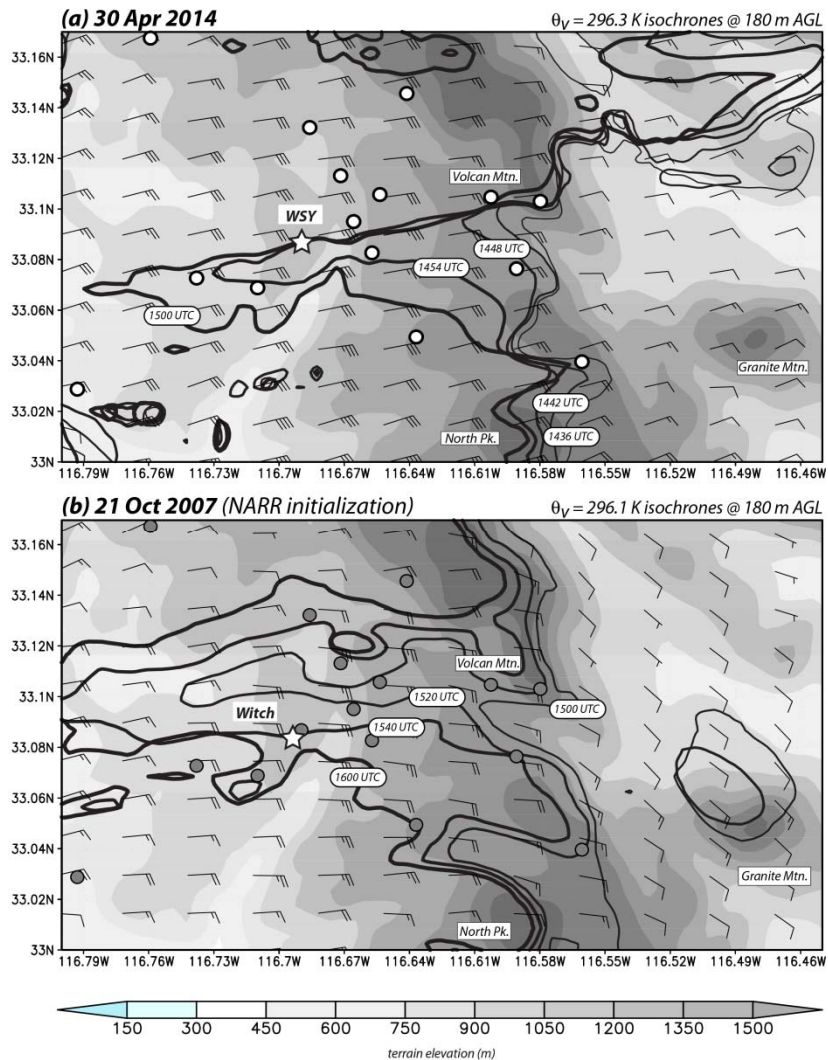 (a) 30 Apr 2014 θv = 296.3 K isochrones @ 180 m AGL
33.16N
33.14N
33.12N
Volcan Mtn.
33.1N
WSY
1448 UTC
33.08N
1454 UTC
33.06N
1500 UTC
33.04N
Granite Mtn.
1442 UTC
33.02N
North Pk.
1436 UTC
33N
116.79W 116.76W 116.73W 116.7W 116.67W 116.64W 116.61W 116.58W 116.55W 116.52W 116.49W 116.46W
(b) 21 Oct 2007 (NARR initialization) θv = 296.1 K isochrones @ 180 m AGL
33.16N
33.14N
33.12N
Volcan Mtn.
33.1N
1520 UTC
Witch
1500 UTC
1540 UTC
33.08N
1600 UTC
33.06N
33.04N
Granite Mtn.
33.02N
North Pk.
33N
116.79W 116.76W 116.73W 116.7W 116.67W 116.64W 116.61W 116.58W 116.55W 116.52W 116.49W 116.46W
150 300 450 600 750 900 1050 1200 1350 1500
terrain elevation (m)